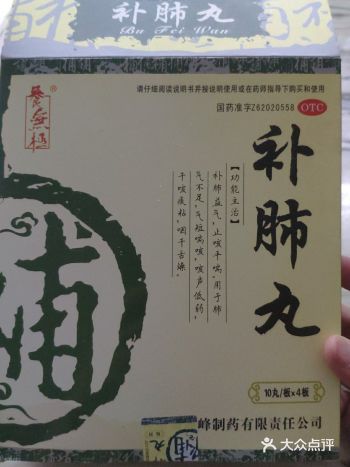 补肺丸
Bu Fei Wan
养無極®
请仔细阅读说明书并按说明使用或在药师指导下购买和使用
国药准字Z62020558 OTC
补肺丸
【功能主治】
补肺益气,止咳平喘。用于肺
气不足,气短喘咳,咳声低弱,
干咳痰粘,咽干舌燥。
补
10丸/板×4板
峰制药有限责任公司
大众点评